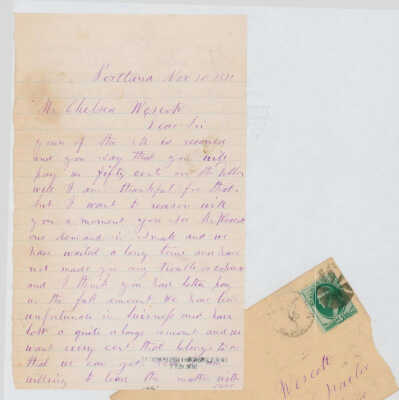 Portland Nov 10 1871
Mr Chelsea Wescott
Dear Sir
yours of the is received
and you say that you will
pay us fifty cents on the dollar
well I am thankful for that
but I want to reason with
you a moment you see Mr Wescott
our demand is small and we
have waited a long time and have
not made you any trouble or expense
and I think you had better pay
us the full amount We have been
unfortunate in business and have
lost a quite a large amount and we
want every cent that belongs to us
that we can get
willing to leave the matter with
your
Wescott